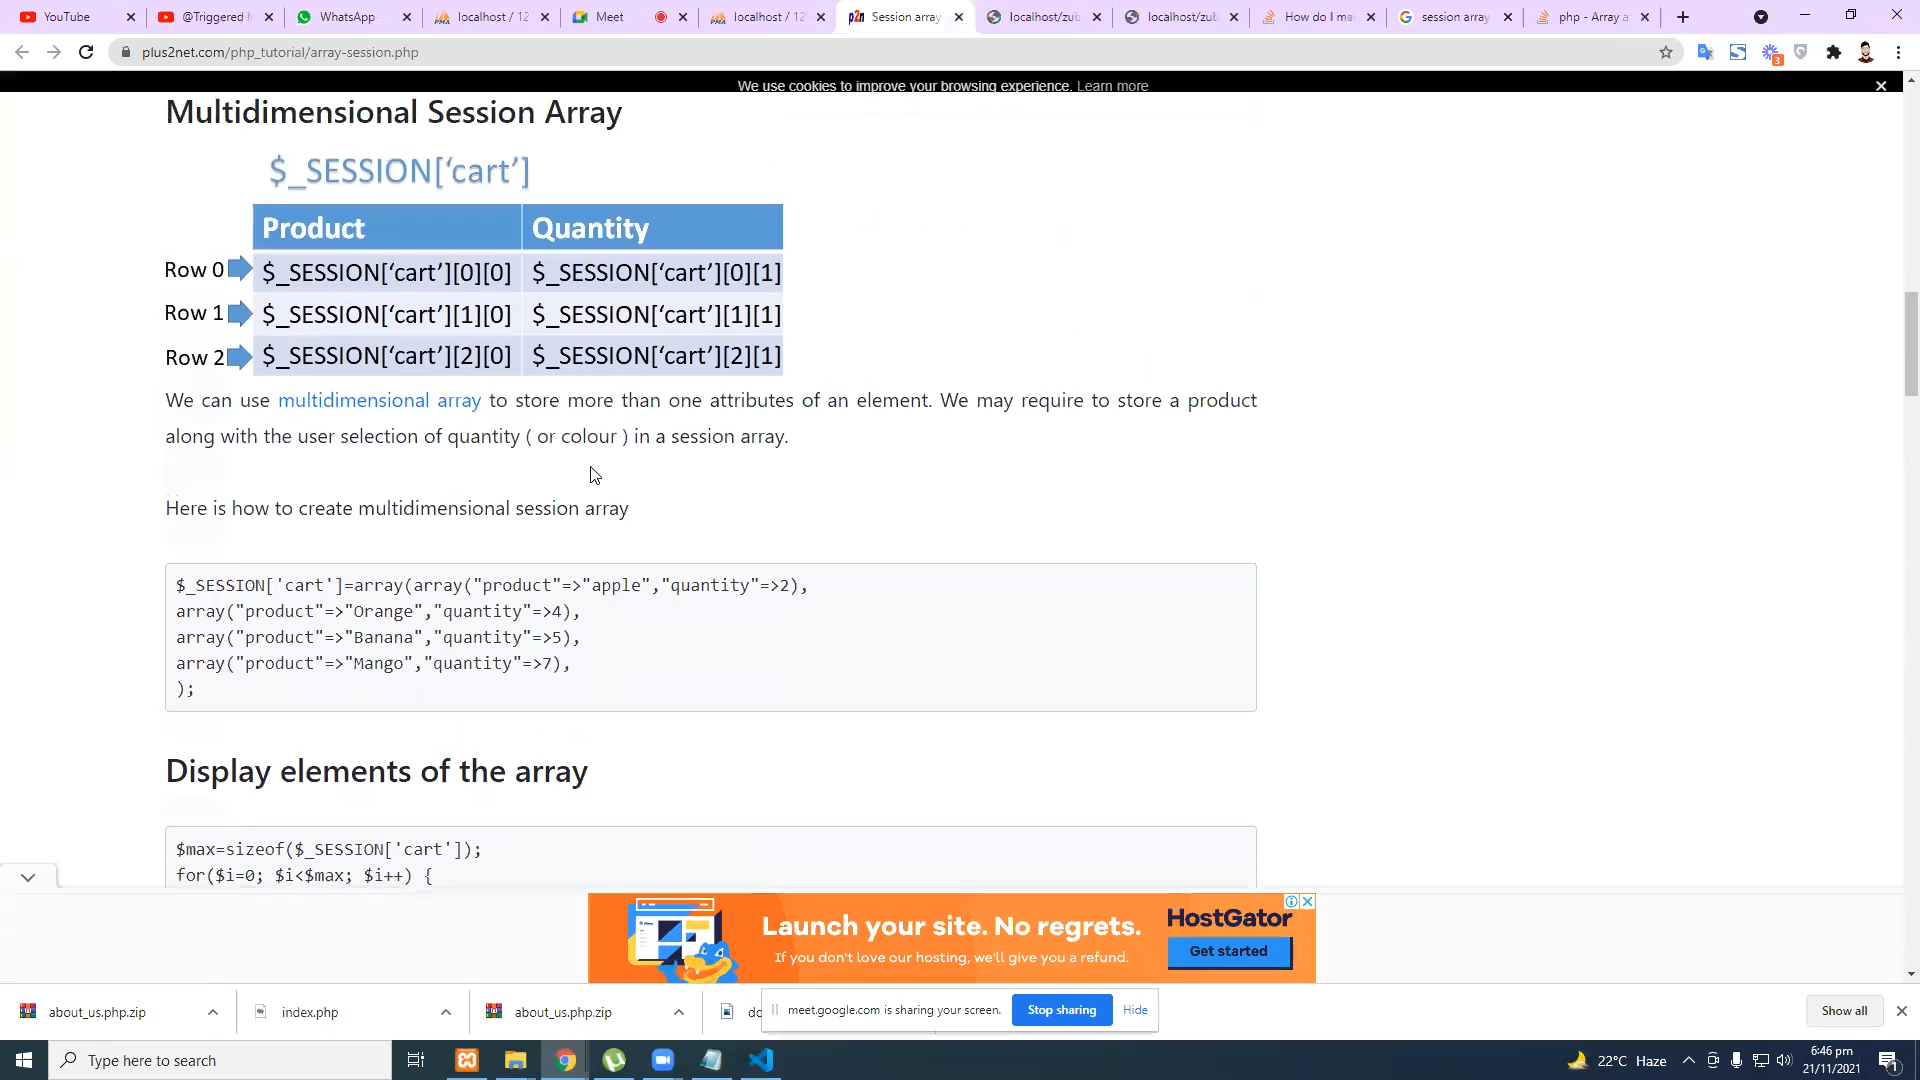 YouTube
@Triggered
WhatsApp
localhost / 12
Meet
localhost / 12
Session array
localhost/zub
localhost/zub
How do I ma
session array
php - Array a
plus2net.com/php_tutorial/array-session.php
3
We use cookies to improve your browsing experience. Learn more
Multidimensional Session Array
$_SESSION[‘cart’]
Product Quantity
Row 0 $_SESSION[‘cart’][0][0] $_SESSION[‘cart’][0][1]
Row 1 $_SESSION[‘cart’][1][0] $_SESSION[‘cart’][1][1]
Row 2 $_SESSION[‘cart’][2][0] $_SESSION[‘cart’][2][1]
We can use multidimensional array to store more than one attributes of an element. We may require to store a product
along with the user selection of quantity ( or colour ) in a session array.
Here is how to create multidimensional session array
$_SESSION['cart']=array(array("product"=>"apple","quantity"=>2),
array("product"=>"Orange","quantity"=>4),
array("product"=>"Banana","quantity"=>5),
array("product"=>"Mango","quantity"=>7),
);
Display elements of the array
$max=sizeof($_SESSION['cart']);
for($i=0; $i<$max; $i++) {
Launch your site. No regrets.
If you don't love our hosting, we'll give you a refund.
HostGator
Get started
about_us.php.zip
index.php
about_us.php.zip
do
meet.google.com is sharing your screen.
Stop sharing
Hide
Show all
Type here to search
22°C Haze
6:46 pm
21/11/2021
1